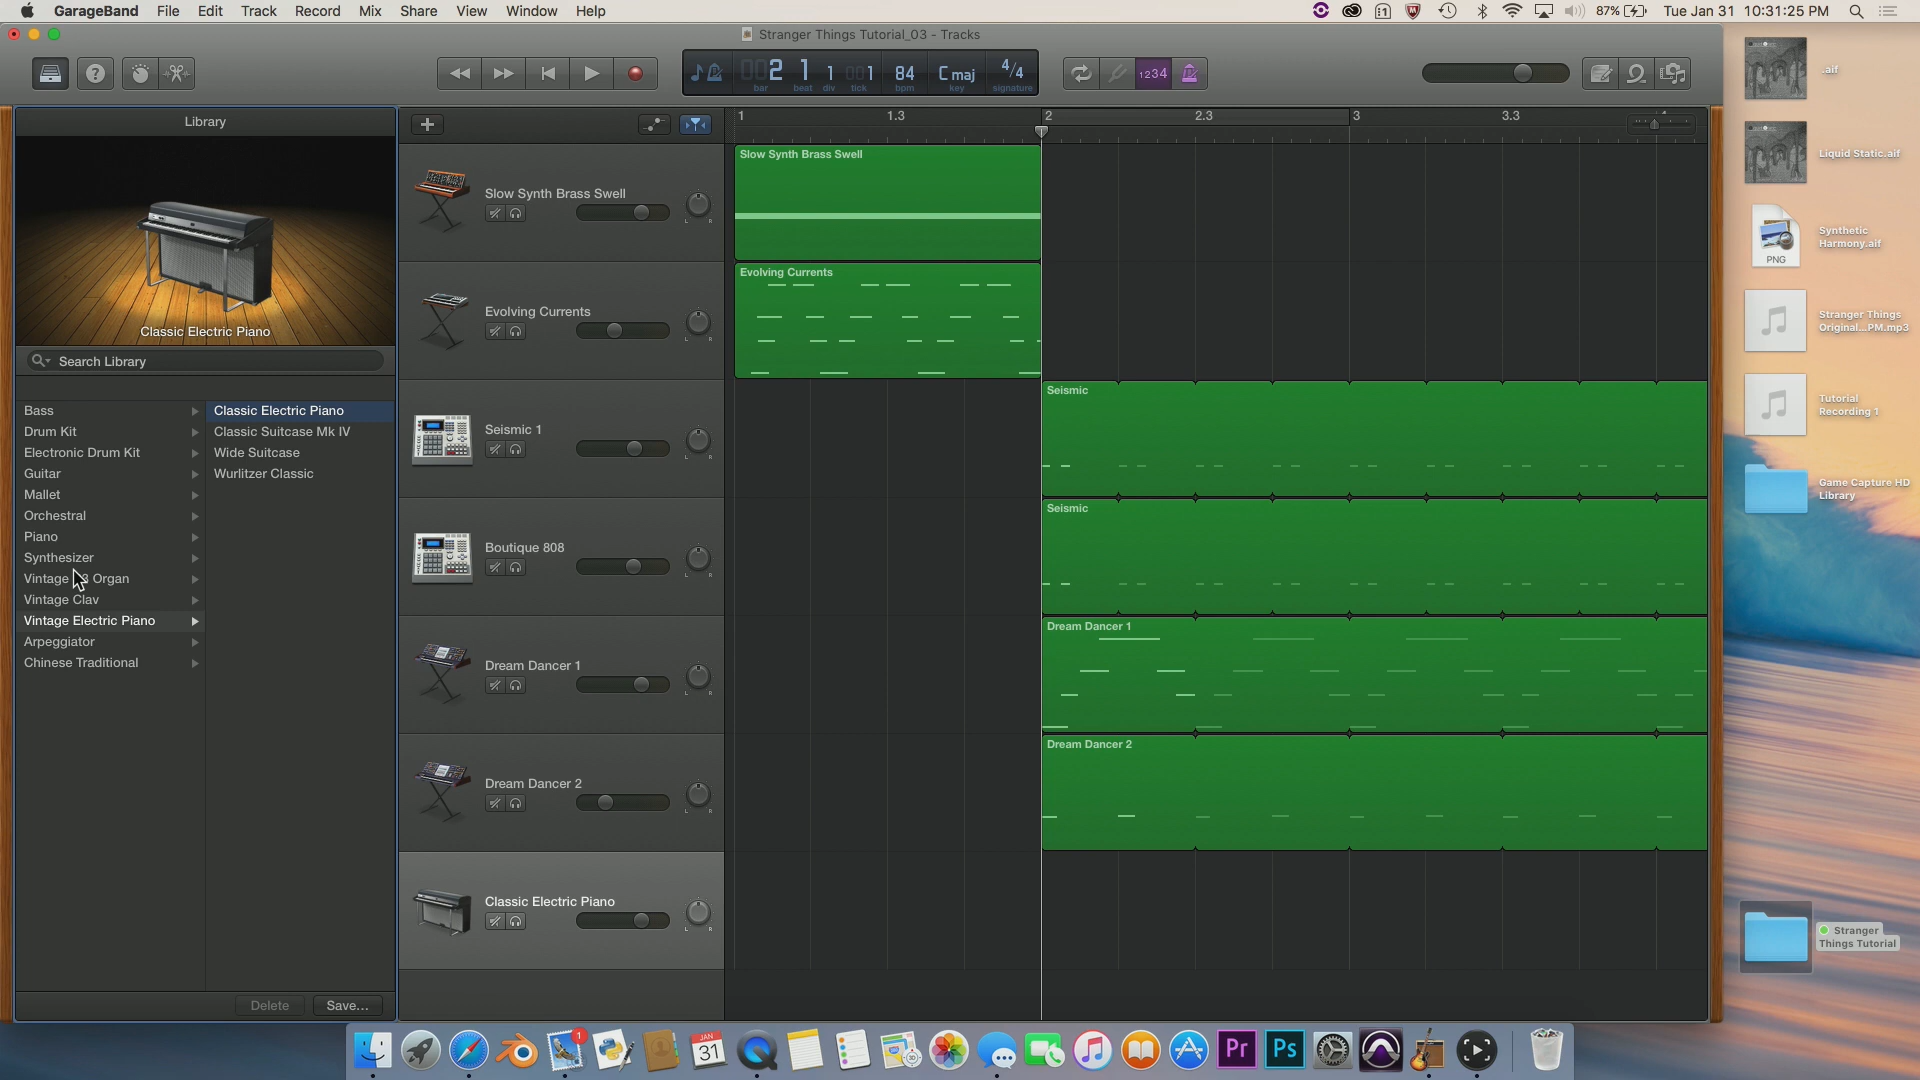 GarageBand File Edit Track Record Mix Share View Window Help
87% Tue Jan 31 10:31:25 PM
Stranger Things Tutorial_03 - Tracks
002 1 1 001 84 C maj 4/4
bar beat div tick bpm key signature
1234
Library
1 1.3 2 2.3 3 3.3 4
Classic Electric Piano
Search Library
Bass
Drum Kit
Electronic Drum Kit
Guitar
Mallet
Orchestral
Piano
Synthesizer
Vintage B3 Organ
Vintage Clav
Vintage Electric Piano
Arpeggiator
Chinese Traditional
Classic Electric Piano
Classic Suitcase Mk IV
Wide Suitcase
Wurlitzer Classic
Delete Save...
Slow Synth Brass Swell
L R
Evolving Currents
L R
Seismic 1
L R
Boutique 808
L R
Dream Dancer 1
L R
Dream Dancer 2
L R
Classic Electric Piano
L R
Slow Synth Brass Swell
Evolving Currents
Seismic
Seismic
Dream Dancer 1
Dream Dancer 2
.aif
Liquid Static.aif
Synthetic
Harmony.aif
PNG
Stranger Things
Original...PM.mp3
Tutorial
Recording 1
Game Capture HD
Library
Stranger
Things Tutorial
1
JAN
31
3D
Pr
Ps